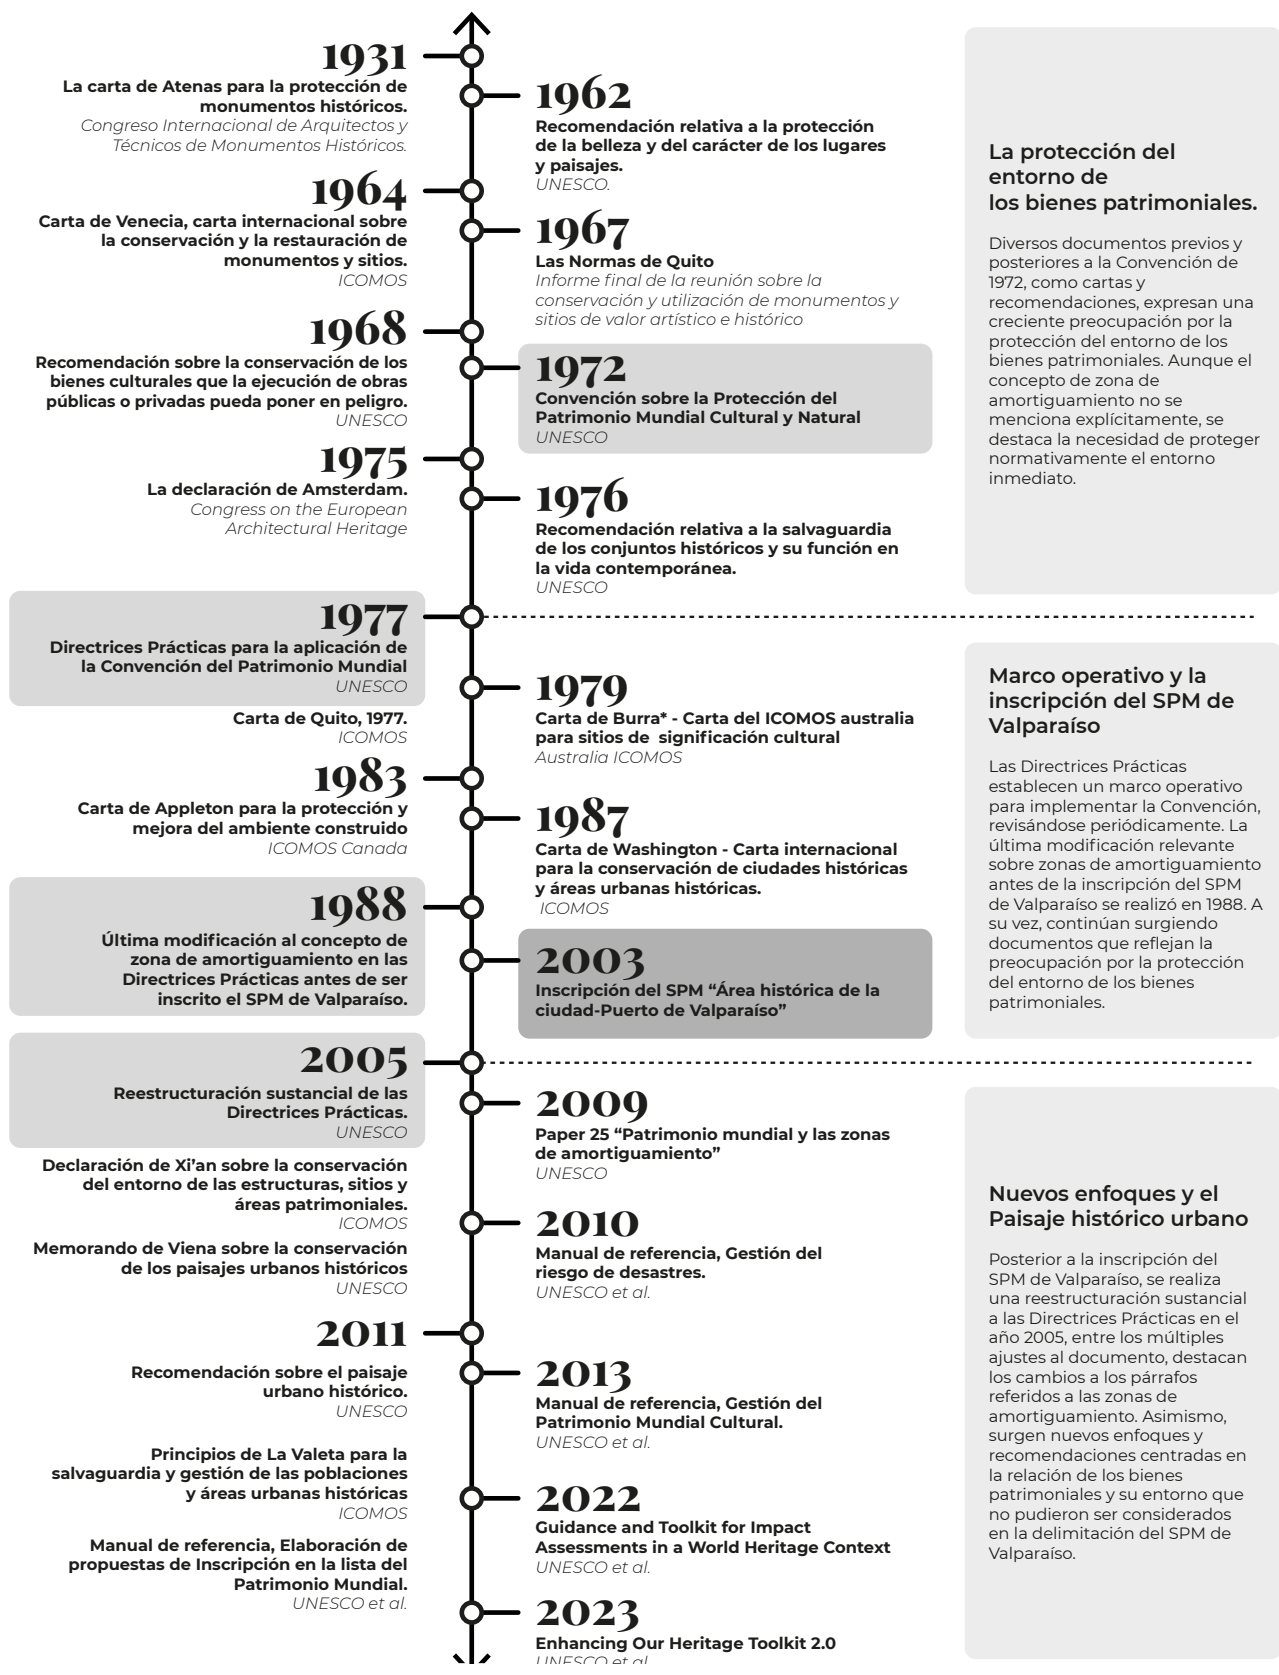 1931
La carta de Atenas para la protección de
monumentos históricos.
Congreso Internacional de Arquitectos y
Técnicos de Monumentos Históricos.
1962
Recomendación relativa a la protección
de la belleza y del carácter de los lugares
y paisajes.
UNESCO.
1964
Carta de Venecia, carta internacional sobre
la conservación y la restauración de
monumentos y sitios.
ICOMOS
1967
Las Normas de Quito
Informe final de la reunión sobre la
conservación y utilización de monumentos y
sitios de valor artístico e histórico
1968
Recomendación sobre la conservación de los
bienes culturales que la ejecución de obras
públicas o privadas pueda poner en peligro.
UNESCO
1972
Convención sobre la Protección del
Patrimonio Mundial Cultural y Natural
UNESCO
1975
La declaración de Amsterdam.
Congress on the European
Architectural Heritage
1976
Recomendación relativa a la salvaguardia
de los conjuntos históricos y su función en
la vida contemporánea.
UNESCO
La protección del
entorno de
los bienes patrimoniales.
Diversos documentos previos y
posteriores a la Convención de
1972, como cartas y
recomendaciones, expresan una
creciente preocupación por la
protección del entorno de los
bienes patrimoniales. Aunque el
concepto de zona de
amortiguamiento no se
menciona explícitamente, se
destaca la necesidad de proteger
normativamente el entorno
inmediato.
1977
Directrices Prácticas para la aplicación de
la Convención del Patrimonio Mundial
UNESCO
Carta de Quito, 1977.
ICOMOS
1979
Carta de Burra* - Carta del ICOMOS australia
para sitios de significación cultural
Australia ICOMOS
1983
Carta de Appleton para la protección y
mejora del ambiente construido
ICOMOS Canada
1987
Carta de Washington - Carta internacional
para la conservación de ciudades históricas
y áreas urbanas históricas.
ICOMOS
1988
Última modificación al concepto de
zona de amortiguamiento en las
Directrices Prácticas antes de ser
inscrito el SPM de Valparaíso.
2003
Inscripción del SPM “Área histórica de la
ciudad-Puerto de Valparaíso”
Marco operativo y la
inscripción del SPM de
Valparaíso
Las Directrices Prácticas
establecen un marco operativo
para implementar la Convención,
revisándose periódicamente. La
última modificación relevante
sobre zonas de amortiguamiento
antes de la inscripción del SPM
de Valparaíso se realizó en 1988. A
su vez, continúan surgiendo
documentos que reflejan la
preocupación por la protección
del entorno de los bienes
patrimoniales.
2005
Reestructuración sustancial de las
Directrices Prácticas.
UNESCO
Declaración de Xi’an sobre la conservación
del entorno de las estructuras, sitios y
áreas patrimoniales.
ICOMOS
Memorando de Viena sobre la conservación
de los paisajes urbanos históricos
UNESCO
2009
Paper 25 “Patrimonio mundial y las zonas
de amortiguamiento”
UNESCO
2010
Manual de referencia, Gestión del
riesgo de desastres.
UNESCO et al.
2011
Recomendación sobre el paisaje
urbano histórico.
UNESCO
Principios de La Valeta para la
salvaguardia y gestión de las poblaciones
y áreas urbanas históricas
ICOMOS
Manual de referencia, Elaboración de
propuestas de Inscripción en la lista del
Patrimonio Mundial.
UNESCO et al.
2013
Manual de referencia, Gestión del
Patrimonio Mundial Cultural.
UNESCO et al.
2022
Guidance and Toolkit for Impact
Assessments in a World Heritage Context
UNESCO et al.
2023
Enhancing Our Heritage Toolkit 2.0
UNESCO et al.
Nuevos enfoques y el
Paisaje histórico urbano
Posterior a la inscripción del
SPM de Valparaíso, se realiza
una reestructuración sustancial
a las Directrices Prácticas en el
año 2005, entre los múltiples
ajustes al documento, destacan
los cambios a los párrafos
referidos a las zonas de
amortiguamiento. Asimismo,
surgen nuevos enfoques y
recomendaciones centradas en
la relación de los bienes
patrimoniales y su entorno que
no pudieron ser considerados
en la delimitación del SPM de
Valparaíso.